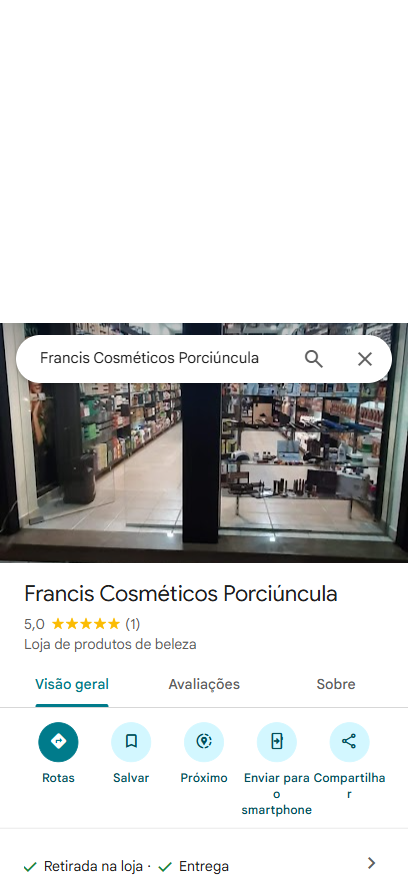 Francis Cosméticos Porciúncula
Francis Cosméticos Porciúncula
5,0 (1)
Loja de produtos de beleza
Visão geral Avaliações Sobre
Rotas Salvar Próximo Enviar para o smartphone Compartilhar
Retirada na loja · Entrega